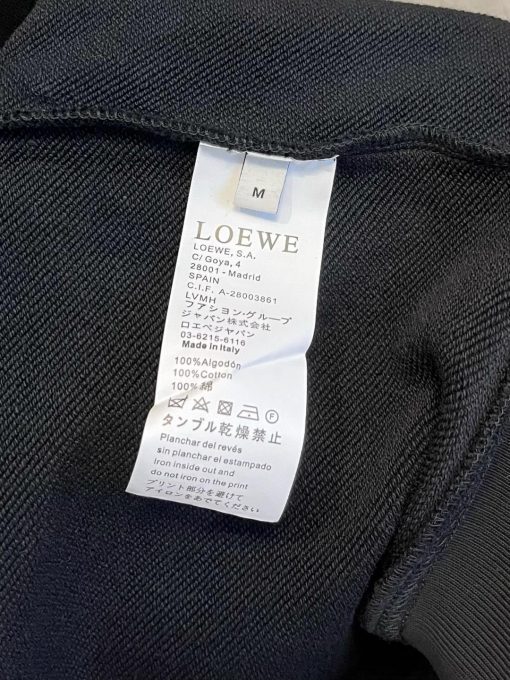 M
LOEWE
LOEWE, S.A.
C/ Goya, 4
28001 - Madrid
SPAIN
C.I.F. A-28003861
LVMH
ファション・グループ
ジャパン株式会社
ロエベジャパン
03-6215-6116
Made in Italy
100%Algodón
100%Cotton
100%綿
F
タンブル乾燥禁止
Planchar del revés
sin planchar el estampado
Iron inside out and
do not iron on the print
プリント部分を避けて
アイロンをあててください